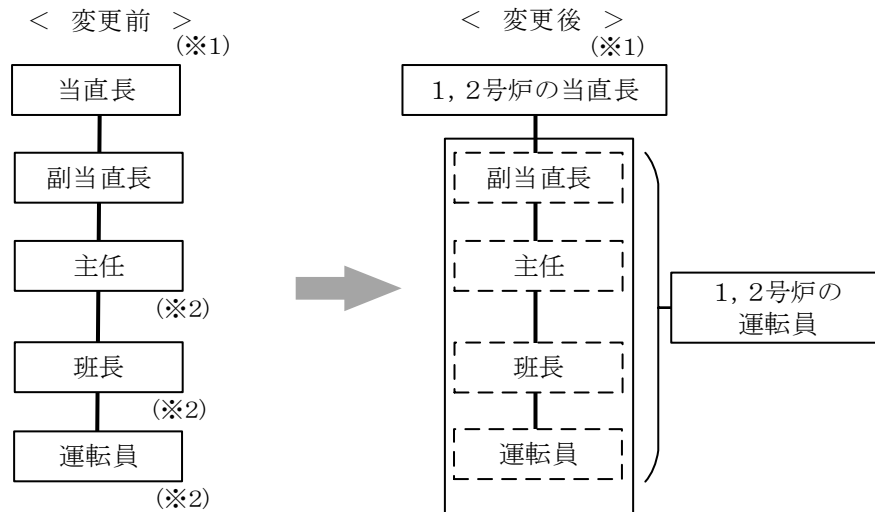 < 変更前 >
(※1)
当直長
副当直長
主任
(※2)
班長
(※2)
運転員
(※2)
< 変更後 >
(※1)
1, 2号炉の当直長
副当直長
主任
班長
運転員
1, 2号炉の
運転員